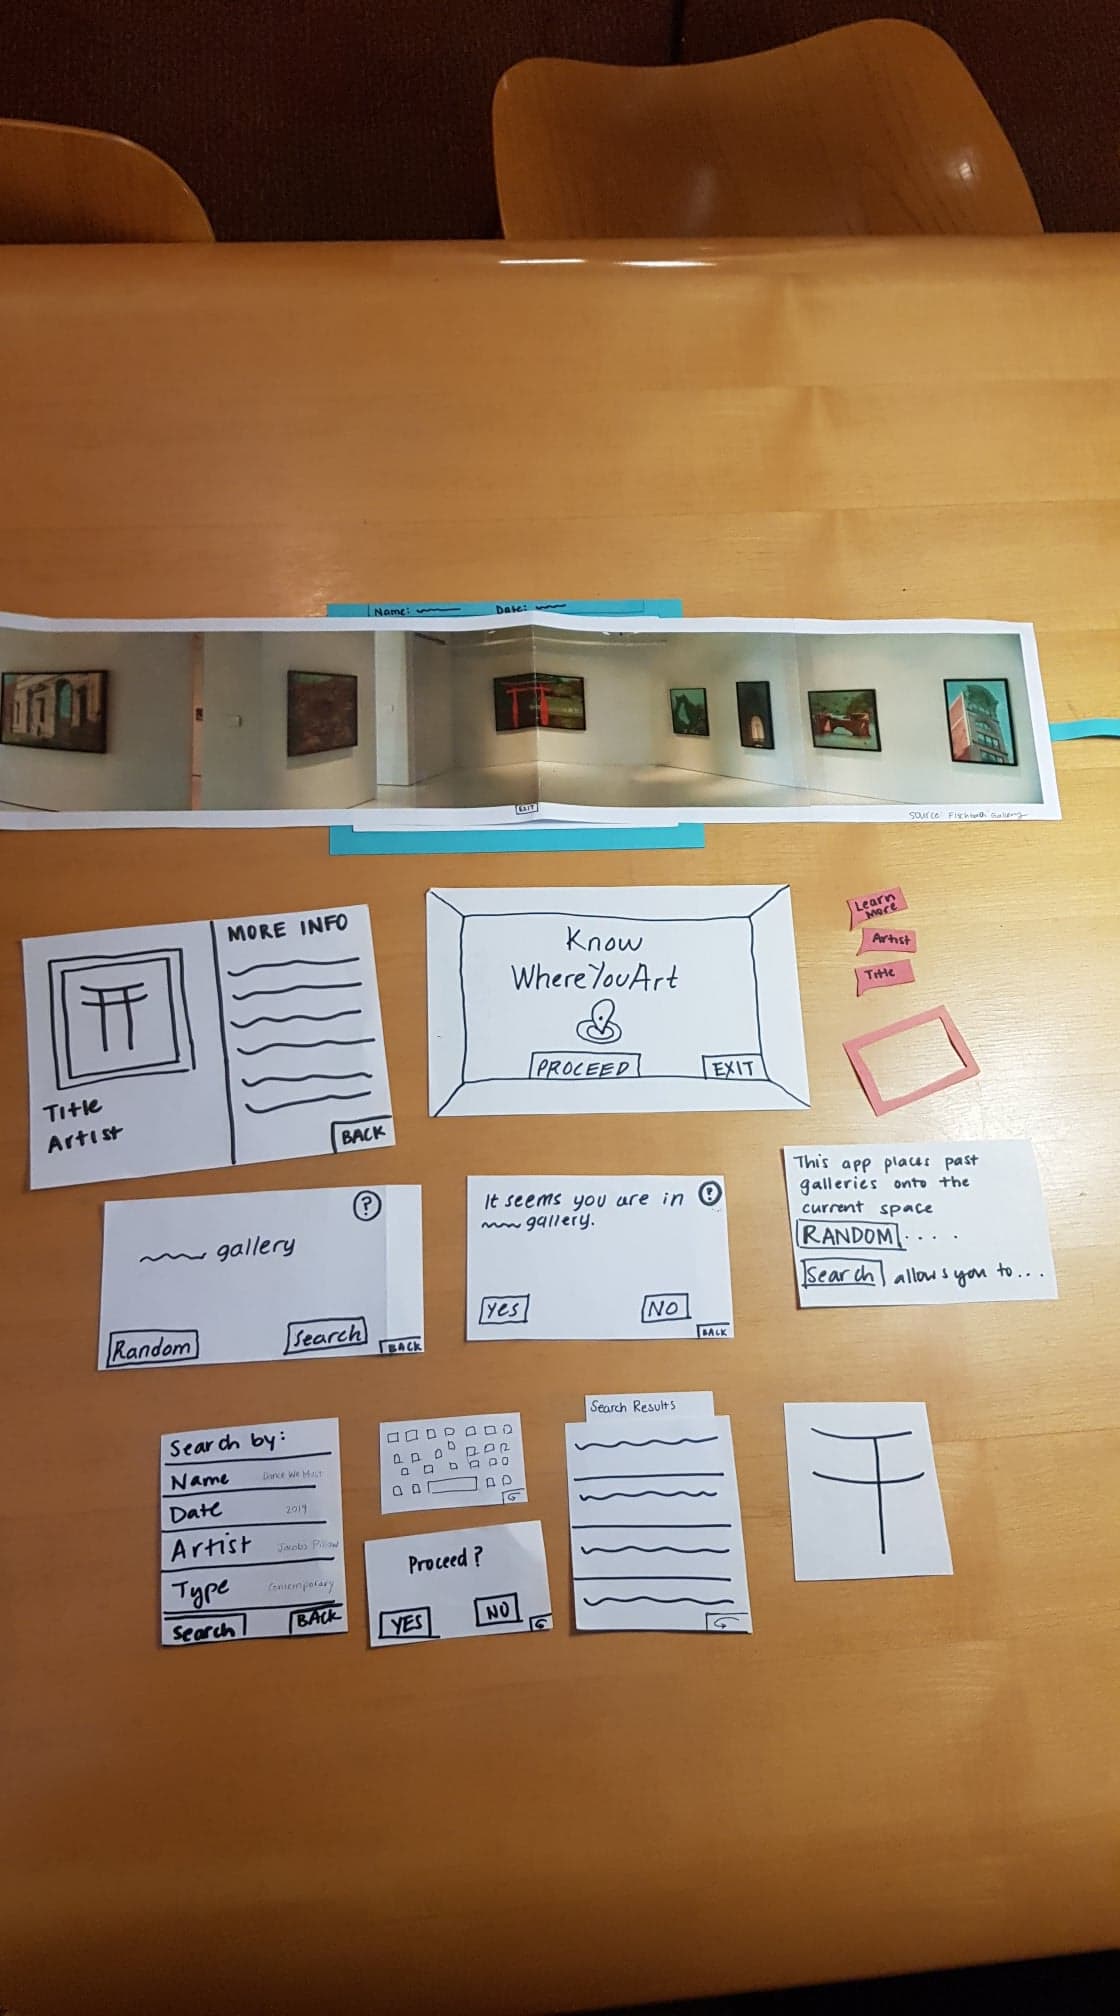 Name:
Date:
EXIT
Source: Fischbach Gallery
MORE INFO
Title
Artist
BACK
Know
WhereYouArt
PROCEED
EXIT
Learn
More
Artist
Title
?
gallery
Random
Search
BACK
It seems you are in
gallery.
?
Yes
NO
BACK
This app places past
galleries onto the
current space
RANDOM....
Search allows you to...
Search by:
Name Dance We Must
Date 2019
Artist Jacobs Pillow
Type Contemporary
Search
BACK
Proceed?
YES
NO
Search Results